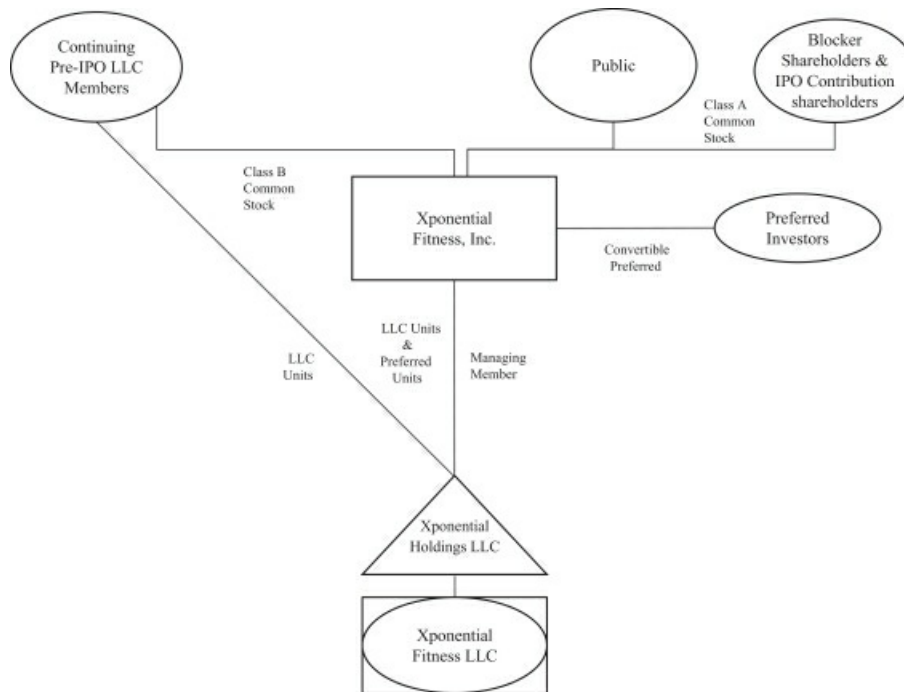 Continuing
Pre-IPO LLC
Members
Public
Blocker
Shareholders &
IPO Contribution
shareholders
Class A
Common
Stock
Class B
Common
Stock
Xponential
Fitness, Inc.
Preferred
Investors
Convertible
Preferred
LLC Units
&
Preferred
Units
Managing
Member
LLC
Units
Xponential
Holdings LLC
Xponential
Fitness LLC